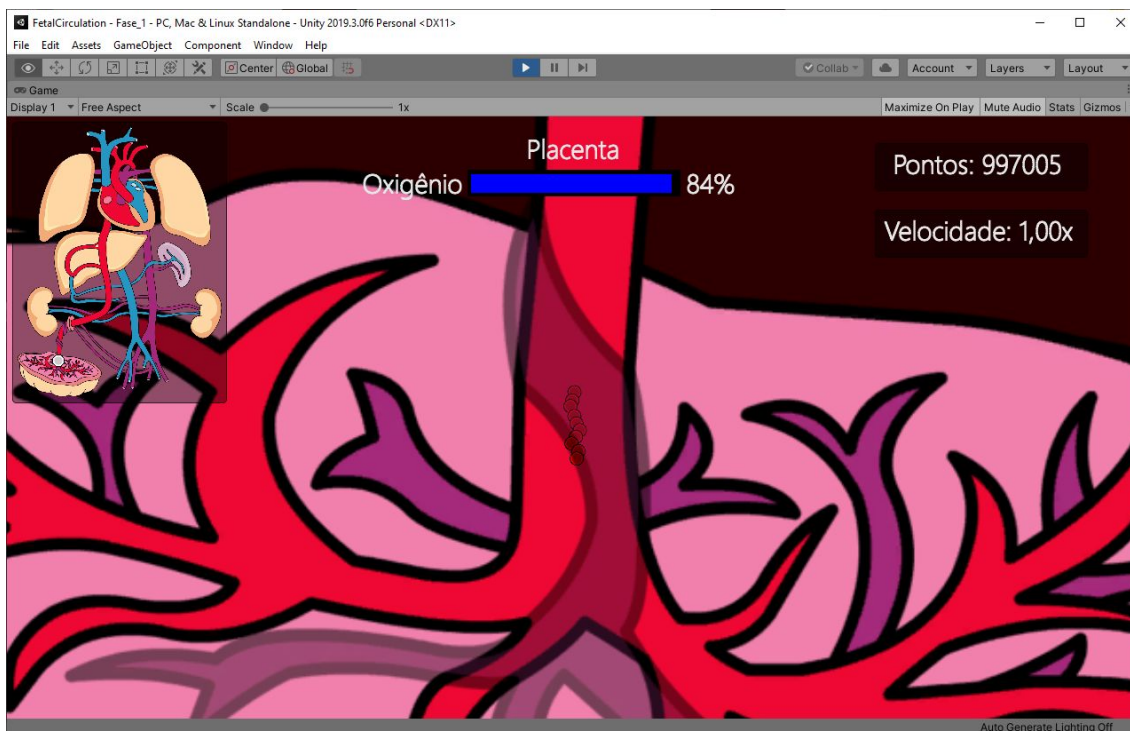 FetalCirculation - Fase_1 - PC, Mac & Linux Standalone - Unity 2019.3.0f6 Personal <DX11>
File Edit Assets GameObject Component Window Help
Center Global Collab Account Layers Layout
Game
Display 1 Free Aspect Scale 1x Maximize On Play Mute Audio Stats Gizmos
Placenta
Oxigênio 84%
Pontos: 997005
Velocidade: 1,00x
Auto Generate Lighting Off